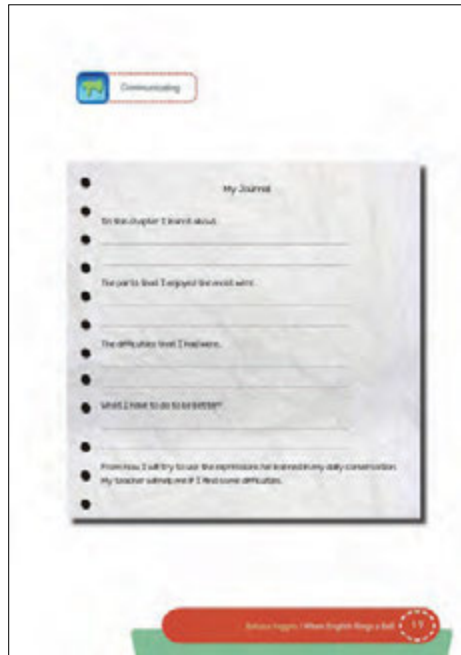 Communicating
My Journal
In this chapter I learnt about
The parts that I enjoyed the most were
The difficulties that I had were,
What I have to do to be better?
From now, I will try to use the expressions I've learned in my daily conversation.
My teacher will help me if I find some difficulties.
Bahasa Inggris / When English Rings a Bell 19